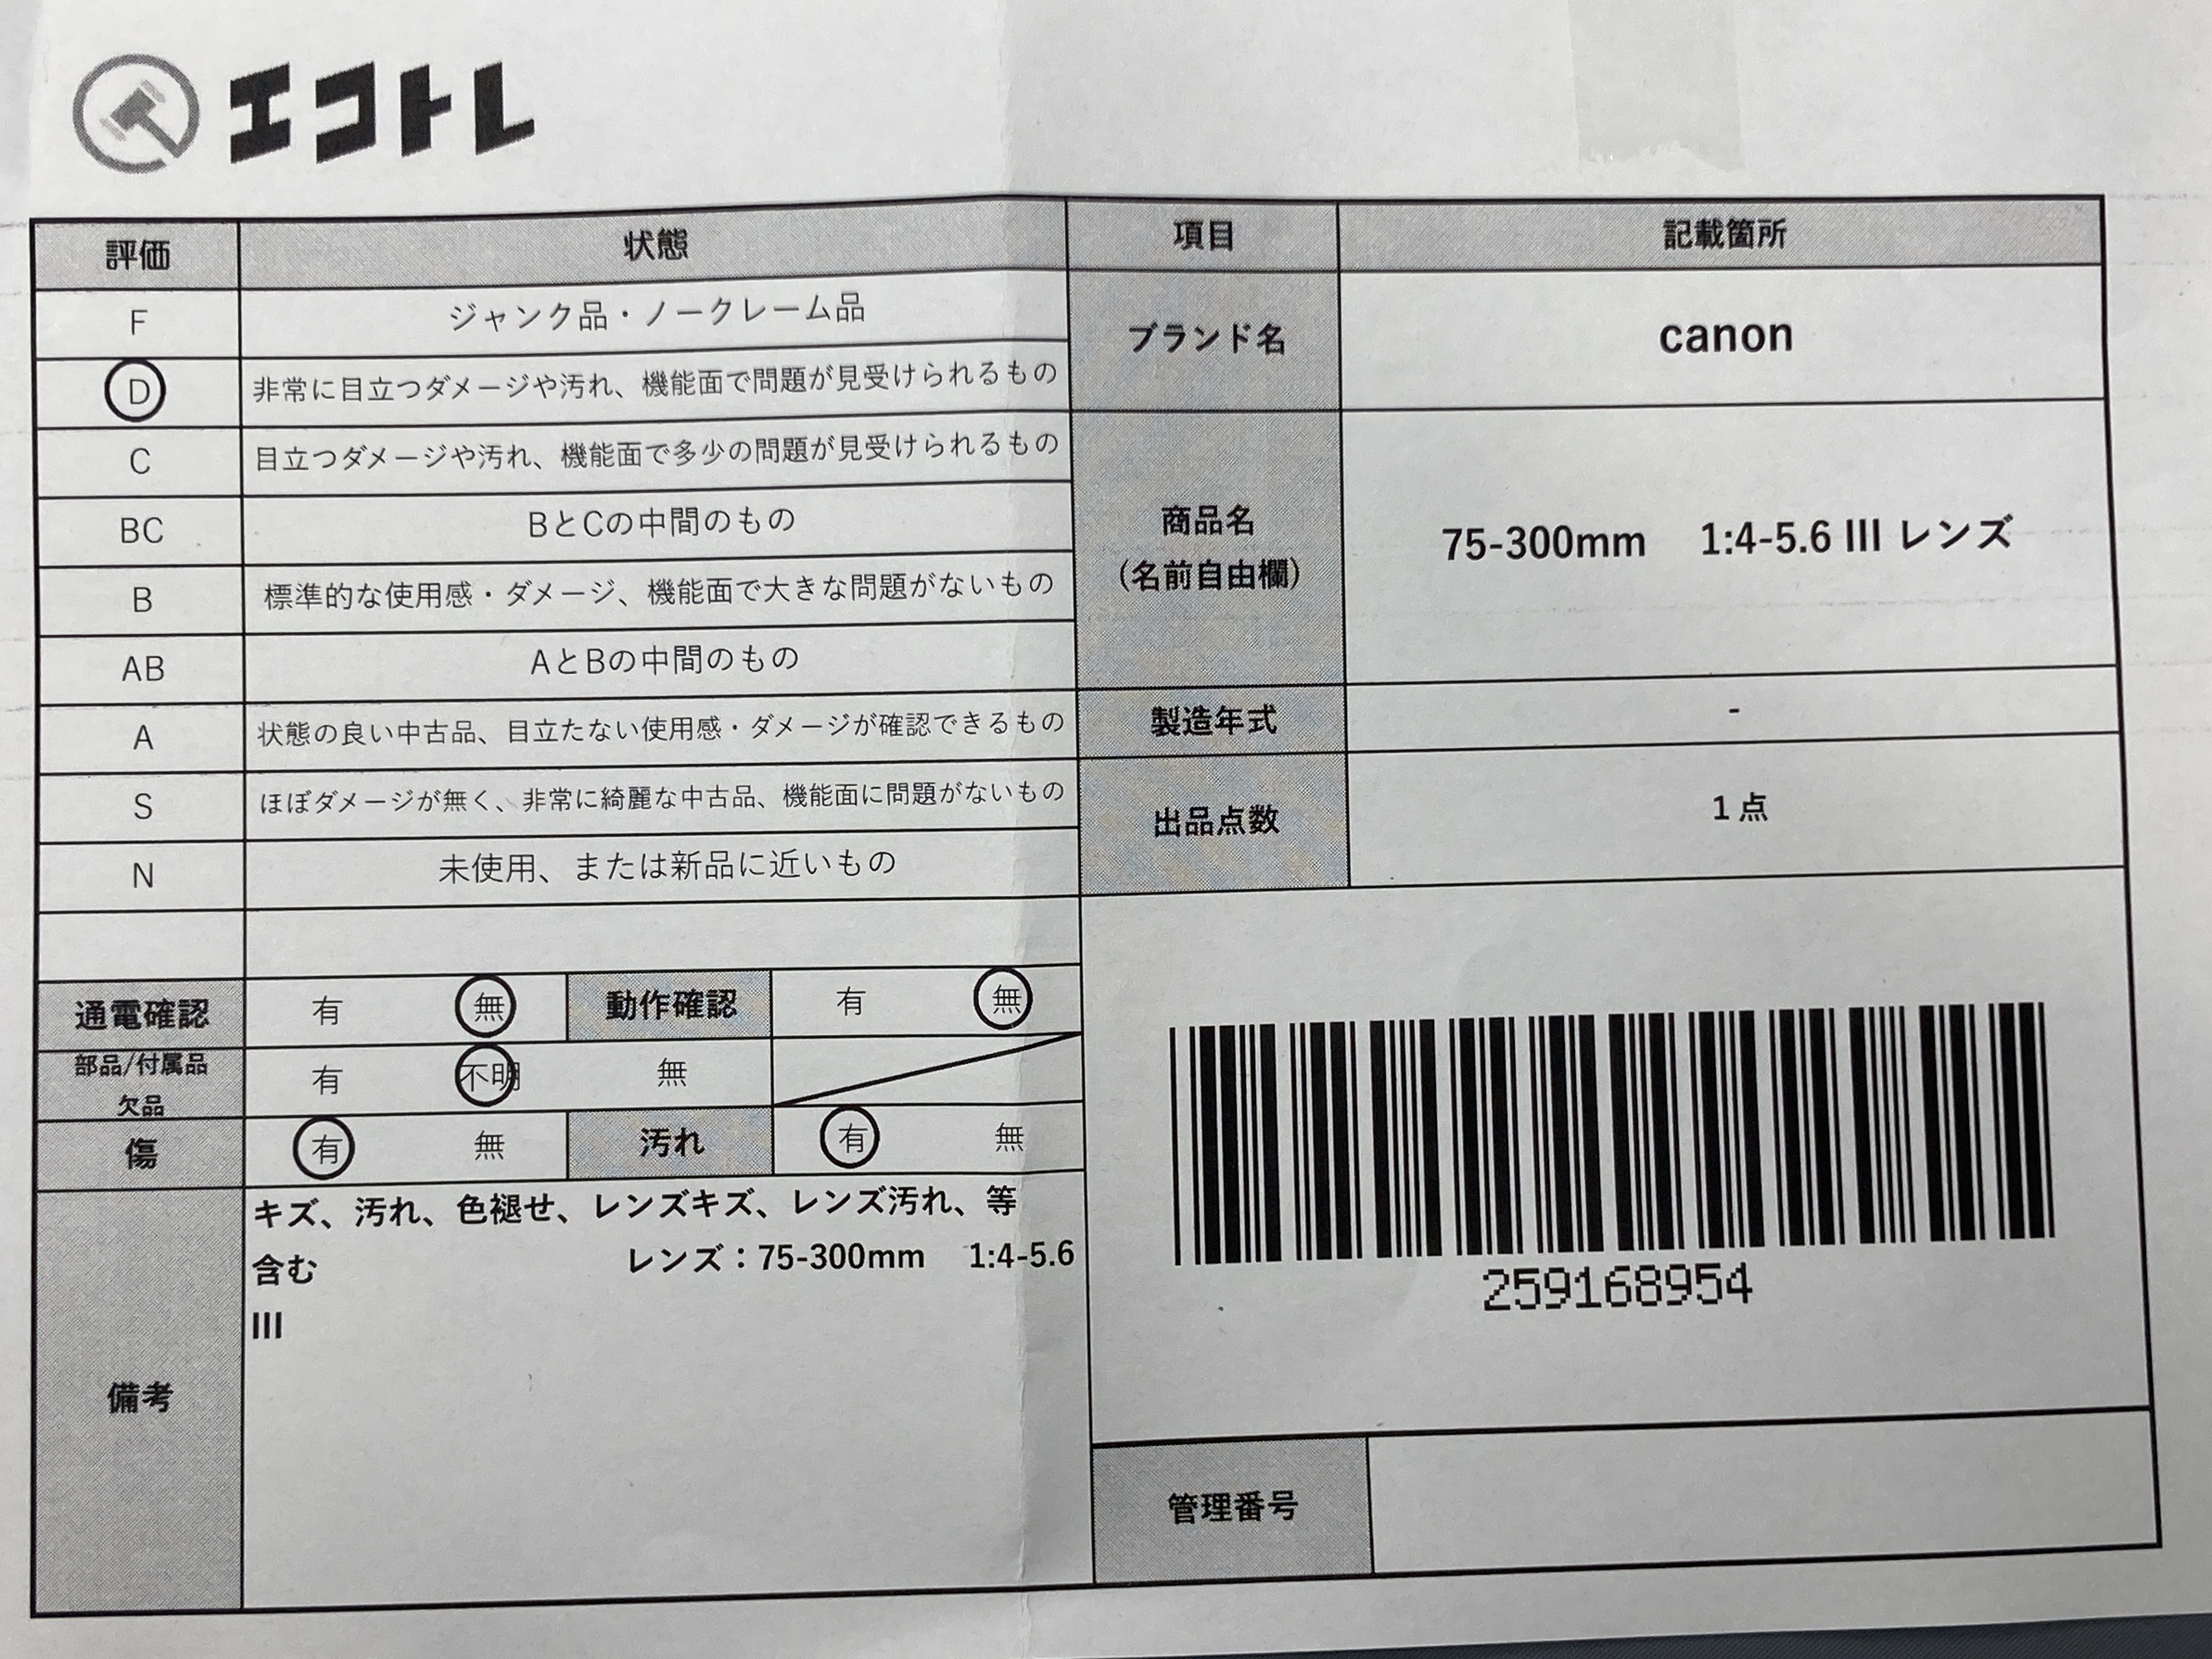 エコトレ
評価 状態
F ジャンク品・ノークレーム品
D 非常に目立つダメージや汚れ、機能面で問題が見受けられるもの
C 目立つダメージや汚れ、機能面で多少の問題が見受けられるもの
BC BとCの中間のもの
B 標準的な使用感・ダメージ、機能面で大きな問題がないもの
AB AとBの中間のもの
A 状態の良い中古品、目立たない使用感・ダメージが確認できるもの
S ほぼダメージが無く、非常に綺麗な中古品、機能面に問題がないもの
N 未使用、または新品に近いもの
通電確認 有 無 動作確認 有 無
部品/付属品
欠品 有 不明 無
傷 有 無 汚れ 有 無
備考
キズ、汚れ、色褪せ、レンズキズ、レンズ汚れ、等
含む レンズ：75-300mm 1:4-5.6
III
項目 記載箇所
ブランド名 canon
商品名
（名前自由欄）
75-300mm 1:4-5.6 III レンズ
製造年式 -
出品点数 1 点
259168954
管理番号